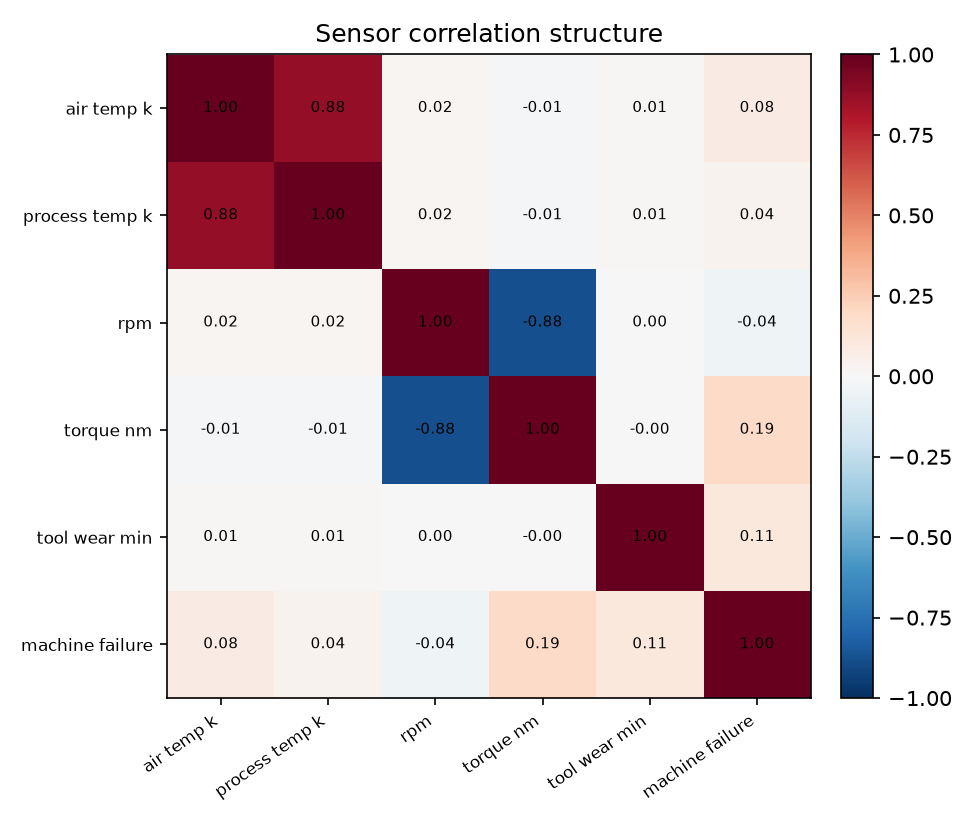 Sensor correlation structure
air temp k 1.00 0.88 0.02 -0.01 0.01 0.08
process temp k 0.88 1.00 0.02 -0.01 0.01 0.04
rpm 0.02 0.02 1.00 -0.88 0.00 -0.04
torque nm -0.01 -0.01 -0.88 1.00 -0.00 0.19
tool wear min 0.01 0.01 0.00 -0.00 1.00 0.11
machine failure 0.08 0.04 -0.04 0.19 0.11 1.00
air temp k process temp k rpm torque nm tool wear min machine failure
1.00
0.75
0.50
0.25
0.00
−0.25
−0.50
−0.75
−1.00